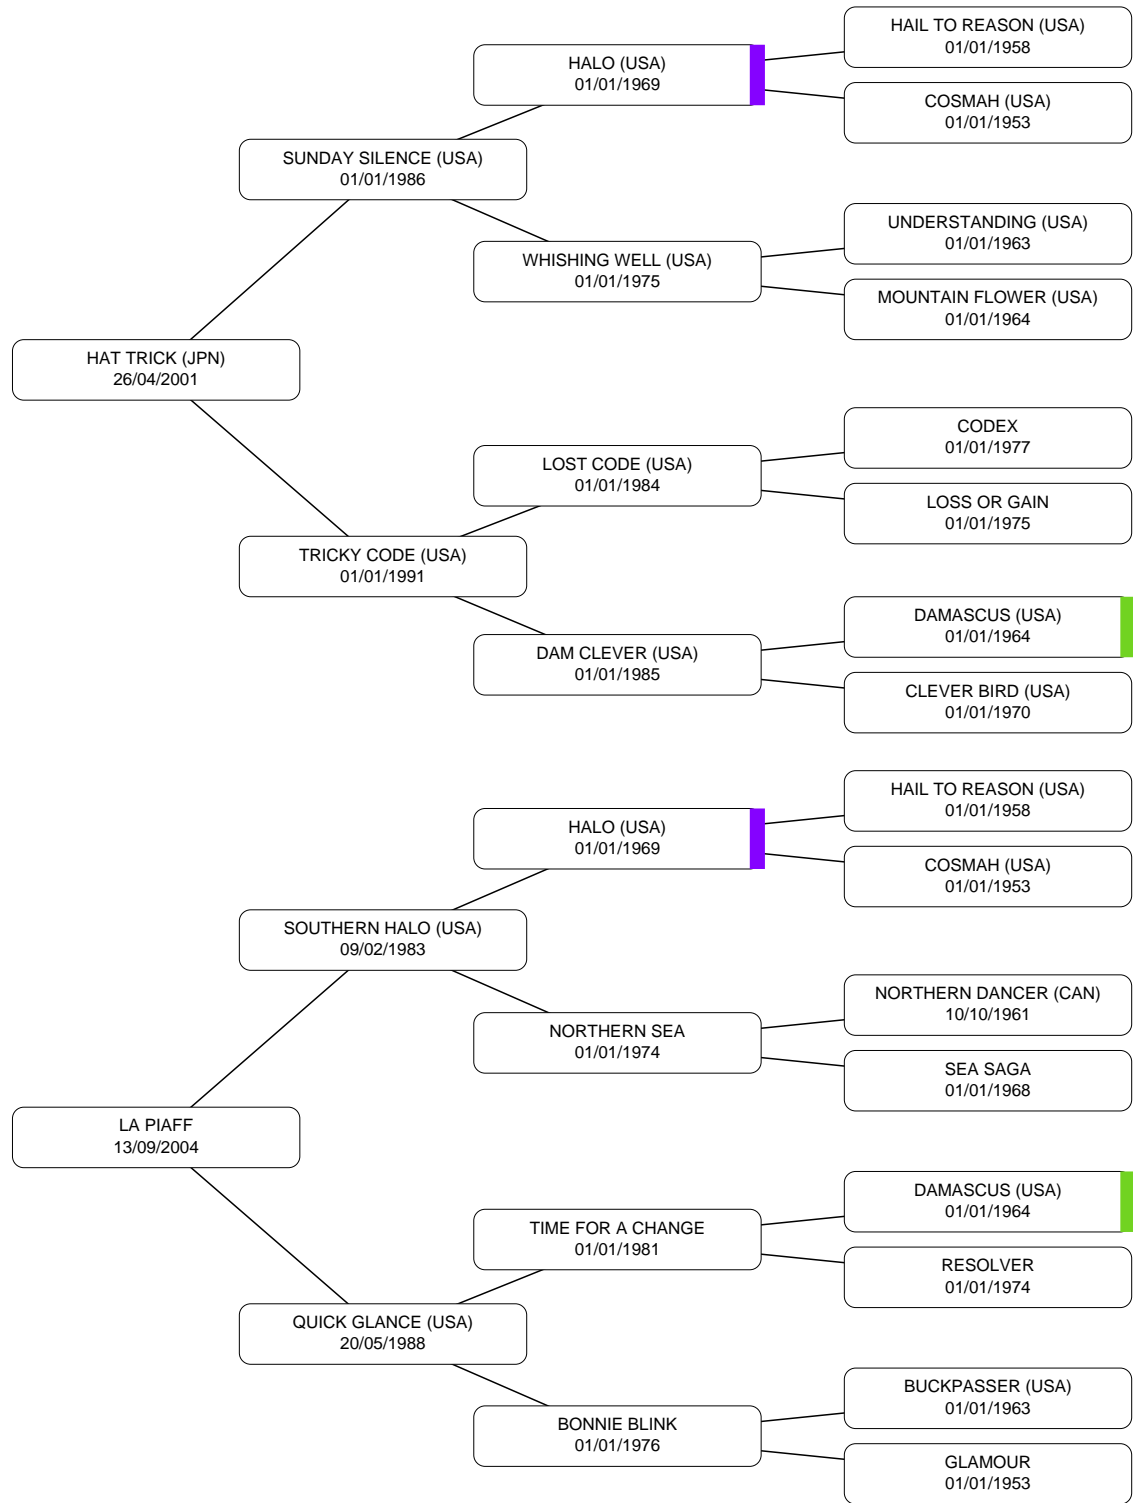 HAIL TO REASON (USA)
01/01/1958
HALO (USA)
01/01/1969
COSMAH (USA)
01/01/1953
SUNDAY SILENCE (USA)
01/01/1986
UNDERSTANDING (USA)
01/01/1963
WHISHING WELL (USA)
01/01/1975
MOUNTAIN FLOWER (USA)
01/01/1964
HAT TRICK (JPN)
26/04/2001
CODEX
01/01/1977
LOST CODE (USA)
01/01/1984
LOSS OR GAIN
01/01/1975
TRICKY CODE (USA)
01/01/1991
DAMASCUS (USA)
01/01/1964
DAM CLEVER (USA)
01/01/1985
CLEVER BIRD (USA)
01/01/1970
HAIL TO REASON (USA)
01/01/1958
HALO (USA)
01/01/1969
COSMAH (USA)
01/01/1953
SOUTHERN HALO (USA)
09/02/1983
NORTHERN DANCER (CAN)
10/10/1961
NORTHERN SEA
01/01/1974
SEA SAGA
01/01/1968
LA PIAFF
13/09/2004
DAMASCUS (USA)
01/01/1964
TIME FOR A CHANGE
01/01/1981
RESOLVER
01/01/1974
QUICK GLANCE (USA)
20/05/1988
BUCKPASSER (USA)
01/01/1963
BONNIE BLINK
01/01/1976
GLAMOUR
01/01/1953